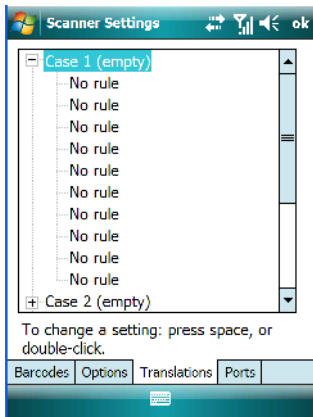 Scanner Settings ok
Case 1 (empty)
No rule
No rule
No rule
No rule
No rule
No rule
No rule
No rule
No rule
No rule
Case 2 (empty)
To change a setting: press space, or
double-click.
Barcodes Options Translations Ports